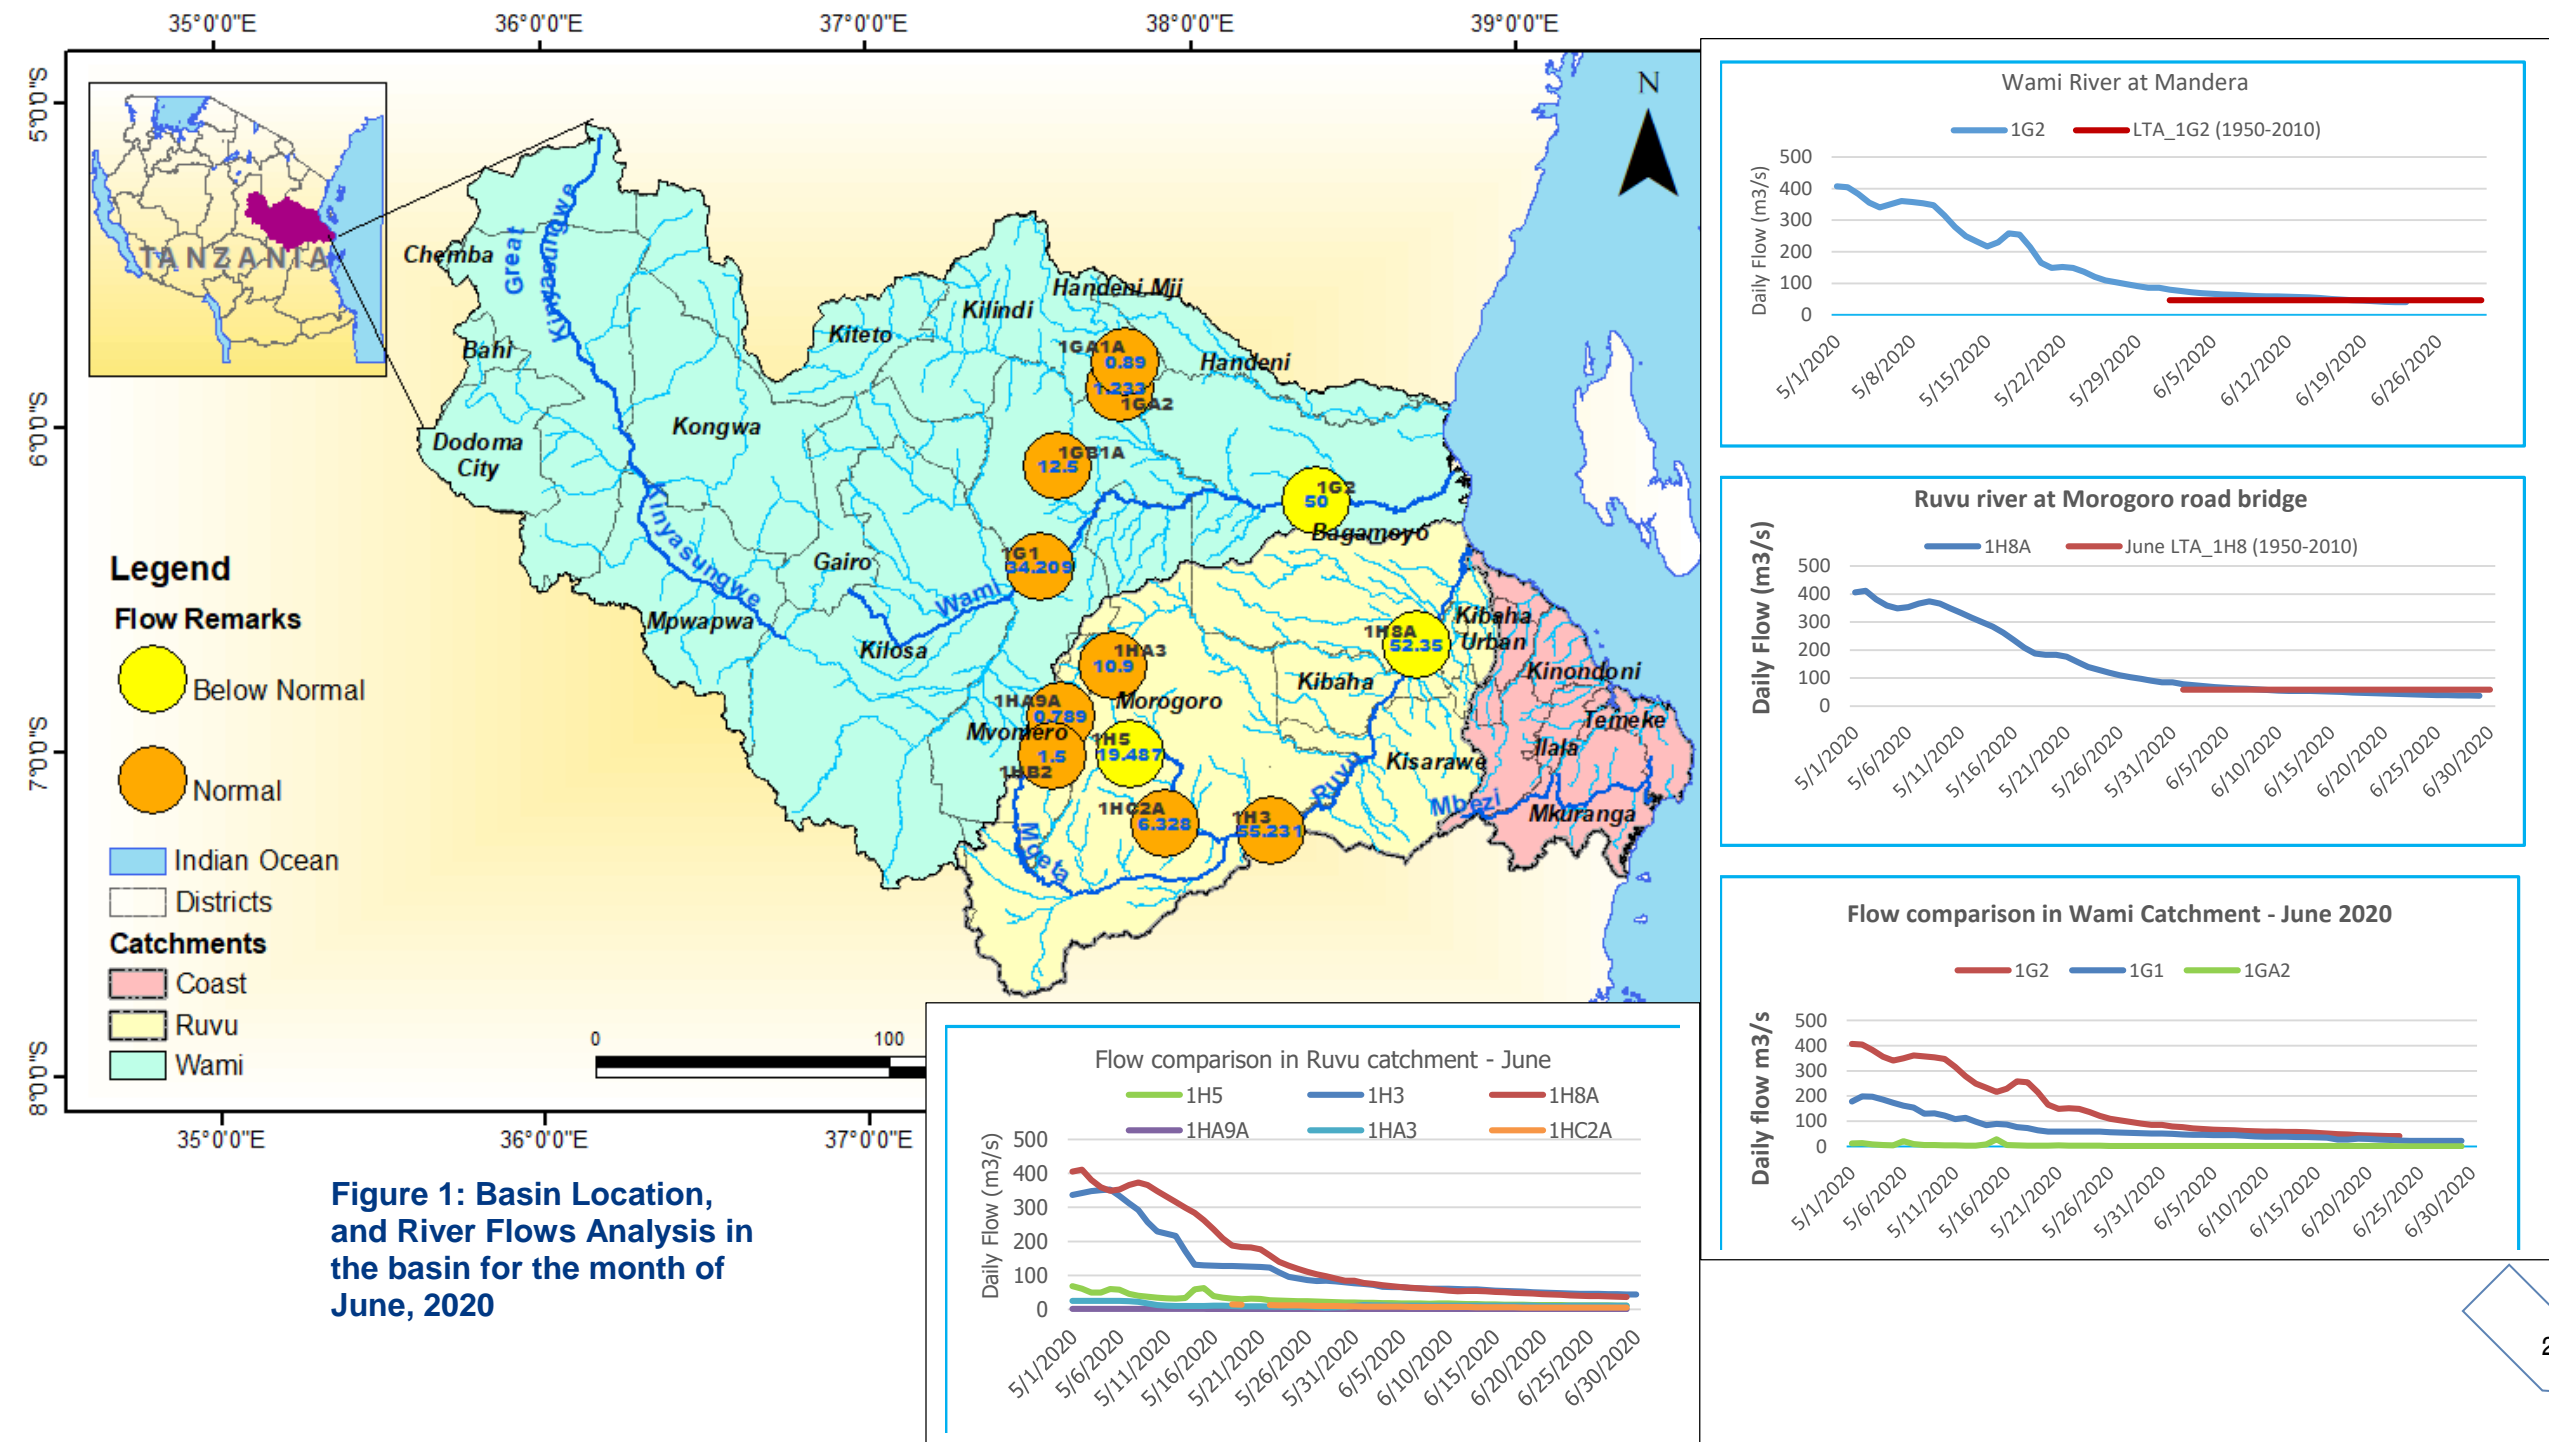 35°0'0"E 36°0'0"E 37°0'0"E 38°0'0"E 39°0'0"E
5°0'0"S
6°0'0"S
7°0'0"S
8°0'0"S
TANZANIA
N
Chemba
Great
Kinyasungwe
Bahi
Dodoma
City
Kongwa
Kiteto
Kilindi
Handeni Mji
Handeni
1GA1A
0.89
1.233
1GA2
1GB1A
12.5
1G2
50
Bagamoyo
1G1
34.209
Kinyasungwe
Gairo
Wami
Mpwapwa
Kilosa
1H8A
52.35
Kibaha
Urban
1HA3
10.9
Kibaha
Kinondoni
Morogoro
1HA9A
0.789
Mvomero
1H5
19.487
1.5
1HB2
Temeke
Ilala
Kisarawe
Ruvu
Mbezi
Mkuranga
1HC2A
6.328
1H3
55.231
Mgeta
Legend
Flow Remarks
Below Normal
Normal
Indian Ocean
Districts
Catchments
Coast
Ruvu
Wami
0 100
35°0'0"E 36°0'0"E 37°0'0"E
Figure 1: Basin Location,
and River Flows Analysis in
the basin for the month of
June, 2020
Wami River at Mandera
1G2 LTA_1G2 (1950-2010)
Daily Flow (m3/s)
500
400
300
200
100
0
5/1/2020 5/8/2020 5/15/2020 5/22/2020 5/29/2020 6/5/2020 6/12/2020 6/19/2020 6/26/2020
Ruvu river at Morogoro road bridge
1H8A June LTA_1H8 (1950-2010)
Daily Flow (m3/s)
500
400
300
200
100
0
5/1/2020 5/6/2020 5/11/2020 5/16/2020 5/21/2020 5/26/2020 5/31/2020 6/5/2020 6/10/2020 6/15/2020 6/20/2020 6/25/2020 6/30/2020
Flow comparison in Wami Catchment - June 2020
1G2 1G1 1GA2
Daily flow m3/s
500
400
300
200
100
0
5/1/2020 5/6/2020 5/11/2020 5/16/2020 5/21/2020 5/26/2020 5/31/2020 6/5/2020 6/10/2020 6/15/2020 6/20/2020 6/25/2020 6/30/2020
Flow comparison in Ruvu catchment - June
1H5 1H3 1H8A
1HA9A 1HA3 1HC2A
Daily Flow (m3/s)
500
400
300
200
100
0
5/1/2020 5/6/2020 5/11/2020 5/16/2020 5/21/2020 5/26/2020 5/31/2020 6/5/2020 6/10/2020 6/15/2020 6/20/2020 6/25/2020 6/30/2020
2